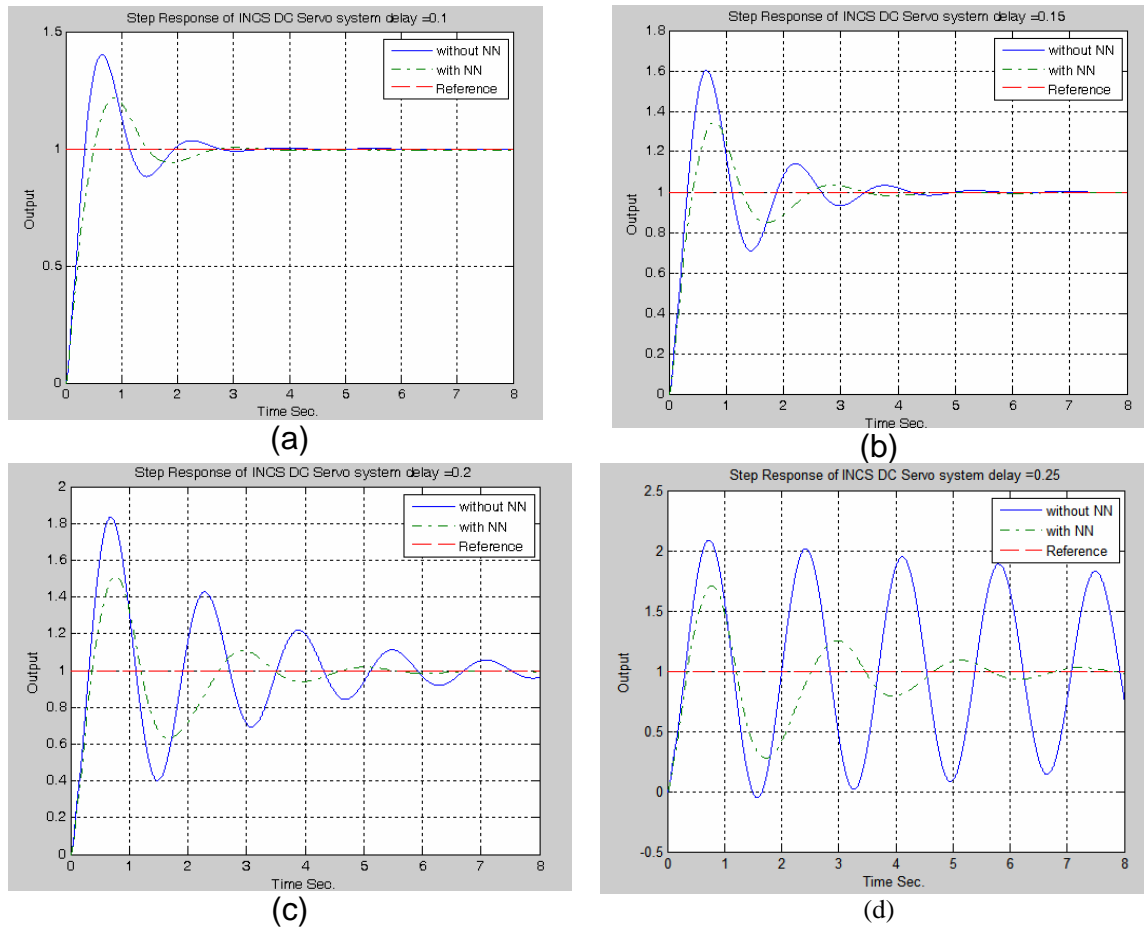 Step Response of INCS DC Servo system delay =0.1
1.5
1
0.5
0
Output
without NN
with NN
Reference
0 1 2 3 4 5 6 7 8
Time Sec.
(a)
Step Response of INCS DC Servo system delay =0.15
1.8
1.6
1.4
1.2
1
0.8
0.6
0.4
0.2
0
Output
without NN
with NN
Reference
0 1 2 3 4 5 6 7 8
Time Sec.
(b)
Step Response of INCS DC Servo system delay =0.2
2
1.8
1.6
1.4
1.2
1
0.8
0.6
0.4
0.2
0
Output
without NN
with NN
Reference
0 1 2 3 4 5 6 7 8
Time Sec.
(c)
Step Response of INCS DC Servo system delay =0.25
2.5
2
1.5
1
0.5
0
-0.5
Output
without NN
with NN
Reference
0 1 2 3 4 5 6 7 8
Time Sec.
(d)